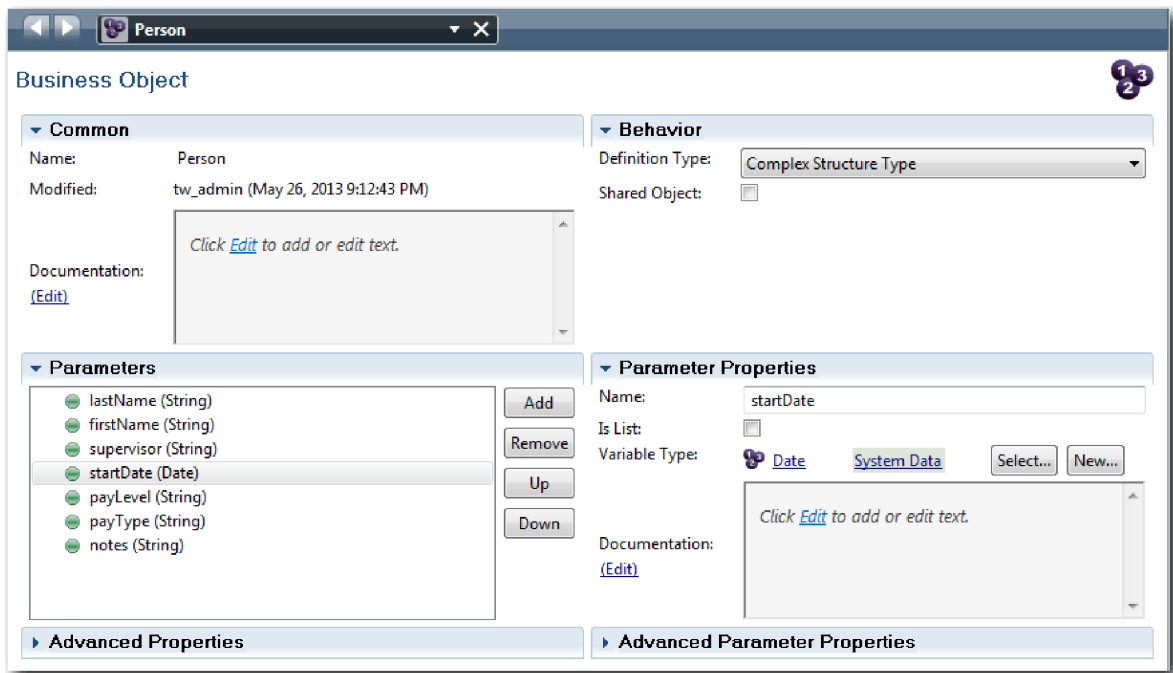 Person
Business Object
1 2 3
Common
Name: Person
Modified: tw_admin (May 26, 2013 9:12:43 PM)
Click Edit to add or edit text.
Documentation:
(Edit)
Behavior
Definition Type: Complex Structure Type
Shared Object:
Parameters
lastName (String)
firstName (String)
supervisor (String)
startDate (Date)
payLevel (String)
payType (String)
notes (String)
Add
Remove
Up
Down
Parameter Properties
Name: startDate
Is List:
Variable Type: Date System Data Select... New...
Click Edit to add or edit text.
Documentation:
(Edit)
Advanced Properties
Advanced Parameter Properties